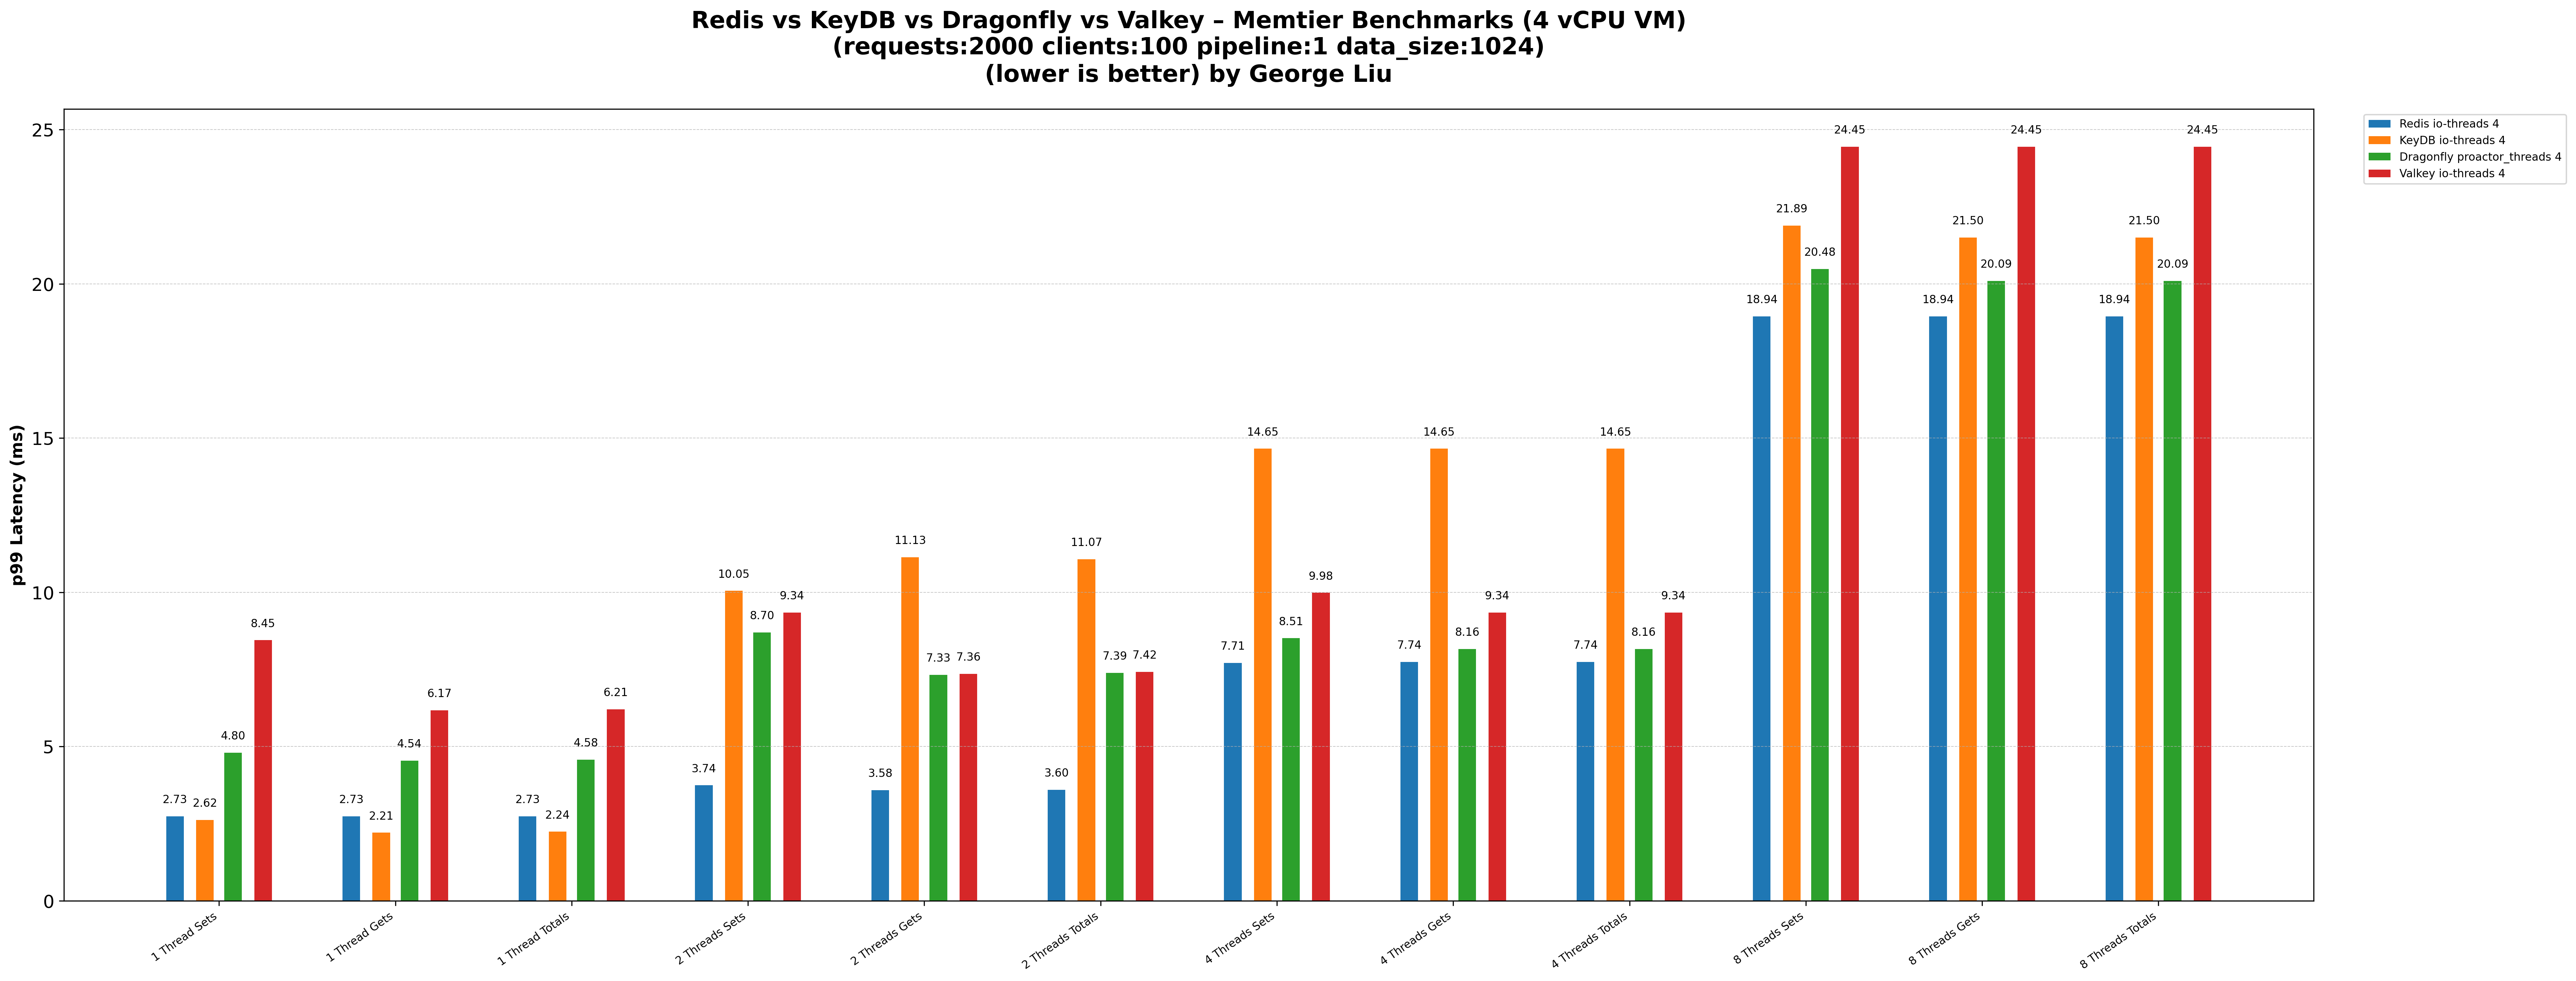 Redis vs KeyDB vs Dragonfly vs Valkey – Memtier Benchmarks (4 vCPU VM)
(requests:2000 clients:100 pipeline:1 data_size:1024)
(lower is better) by George Liu
Redis io-threads 4
KeyDB io-threads 4
Dragonfly proactor_threads 4
Valkey io-threads 4
p99 Latency (ms)
25
20
15
10
5
0
2.73 2.62 4.80 8.45
2.73 2.21 4.54 6.17
2.73 2.24 4.58 6.21
3.74 10.05 8.70 9.34
3.58 11.13 7.33 7.36
3.60 11.07 7.39 7.42
7.71 14.65 8.51 9.98
7.74 14.65 8.16 9.34
7.74 14.65 8.16 9.34
18.94 21.89 20.48 24.45
18.94 21.50 20.09 24.45
18.94 21.50 20.09 24.45
1 Thread Sets
1 Thread Gets
1 Thread Totals
2 Threads Sets
2 Threads Gets
2 Threads Totals
4 Threads Sets
4 Threads Gets
4 Threads Totals
8 Threads Sets
8 Threads Gets
8 Threads Totals